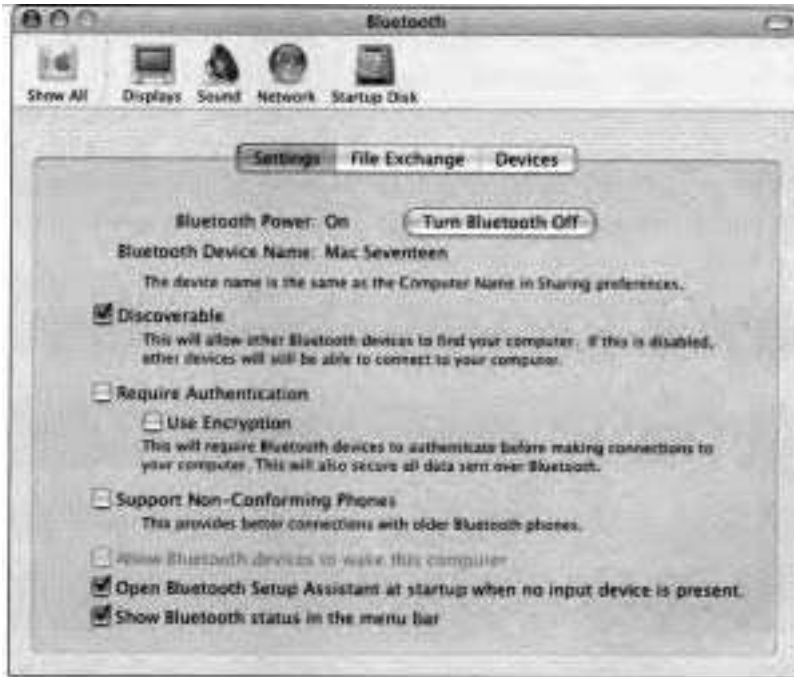 Bluetooth
Show All Displays Sound Network Startup Disk
Settings File Exchange Devices
Bluetooth Power: On Turn Bluetooth Off
Bluetooth Device Name: Mac Seventeen
The device name is the same as the Computer Name in Sharing preferences.
Discoverable
This will allow other Bluetooth devices to find your computer. If this is disabled,
other devices will still be able to connect to your computer.
Require Authentication
Use Encryption
This will require Bluetooth devices to authenticate before making connections to
your computer. This will also secure all data sent over Bluetooth.
Support Non-Conforming Phones
This provides better connections with older Bluetooth phones.
Allow Bluetooth devices to wake this computer
Open Bluetooth Setup Assistant at startup when no input device is present.
Show Bluetooth status in the menu bar